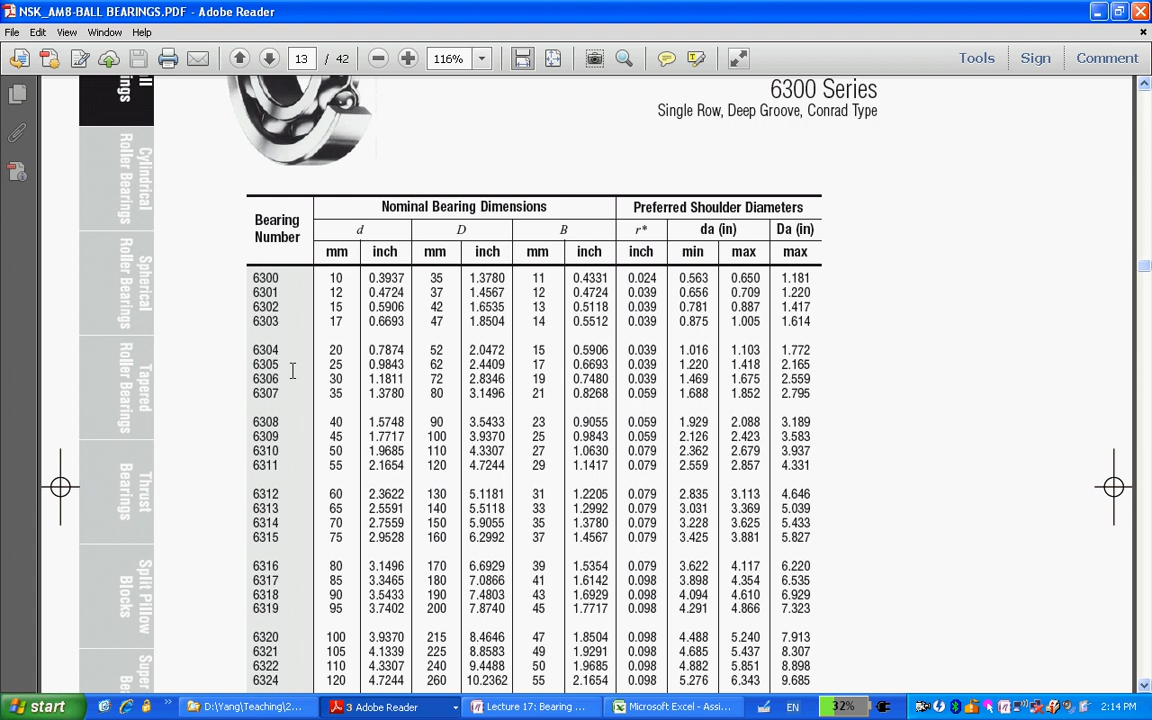 NSK_AM8-BALL BEARINGS.PDF - Adobe Reader
File Edit View Window Help
13 / 42 116% Tools Sign Comment
6300 Series
Single Row, Deep Groove, Conrad Type
ings
Cylindrical
Roller Bearings
Spherical
Roller Bearings
Tapered
Roller Bearings
Thrust
Bearings
Split Pillow
Blocks
Super
Be
Bearing Number Nominal Bearing Dimensions Preferred Shoulder Diameters
d D B r* da (in) Da (in)
mm inch mm inch mm inch inch min max max
6300 10 0.3937 35 1.3780 11 0.4331 0.024 0.563 0.650 1.181
6301 12 0.4724 37 1.4567 12 0.4724 0.039 0.656 0.709 1.220
6302 15 0.5906 42 1.6535 13 0.5118 0.039 0.781 0.887 1.417
6303 17 0.6693 47 1.8504 14 0.5512 0.039 0.875 1.005 1.614
6304 20 0.7874 52 2.0472 15 0.5906 0.039 1.016 1.103 1.772
6305 25 0.9843 62 2.4409 17 0.6693 0.039 1.220 1.418 2.165
6306 30 1.1811 72 2.8346 19 0.7480 0.039 1.469 1.675 2.559
6307 35 1.3780 80 3.1496 21 0.8268 0.059 1.688 1.852 2.795
6308 40 1.5748 90 3.5433 23 0.9055 0.059 1.929 2.088 3.189
6309 45 1.7717 100 3.9370 25 0.9843 0.059 2.126 2.423 3.583
6310 50 1.9685 110 4.3307 27 1.0630 0.079 2.362 2.679 3.937
6311 55 2.1654 120 4.7244 29 1.1417 0.079 2.559 2.857 4.331
6312 60 2.3622 130 5.1181 31 1.2205 0.079 2.835 3.113 4.646
6313 65 2.5591 140 5.5118 33 1.2992 0.079 3.031 3.369 5.039
6314 70 2.7559 150 5.9055 35 1.3780 0.079 3.228 3.625 5.433
6315 75 2.9528 160 6.2992 37 1.4567 0.079 3.425 3.881 5.827
6316 80 3.1496 170 6.6929 39 1.5354 0.079 3.622 4.117 6.220
6317 85 3.3465 180 7.0866 41 1.6142 0.098 3.898 4.354 6.535
6318 90 3.5433 190 7.4803 43 1.6929 0.098 4.094 4.610 6.929
6319 95 3.7402 200 7.8740 45 1.7717 0.098 4.291 4.866 7.323
6320 100 3.9370 215 8.4646 47 1.8504 0.098 4.488 5.240 7.913
6321 105 4.1339 225 8.8583 49 1.9291 0.098 4.685 5.437 8.307
6322 110 4.3307 240 9.4488 50 1.9685 0.098 4.882 5.851 8.898
6324 120 4.7244 260 10.2362 55 2.1654 0.098 5.276 6.343 9.685
start D:\Yang\Teaching\2... 3 Adobe Reader Lecture 17: Bearing ... Microsoft Excel - Assi... EN 32% 2:14 PM